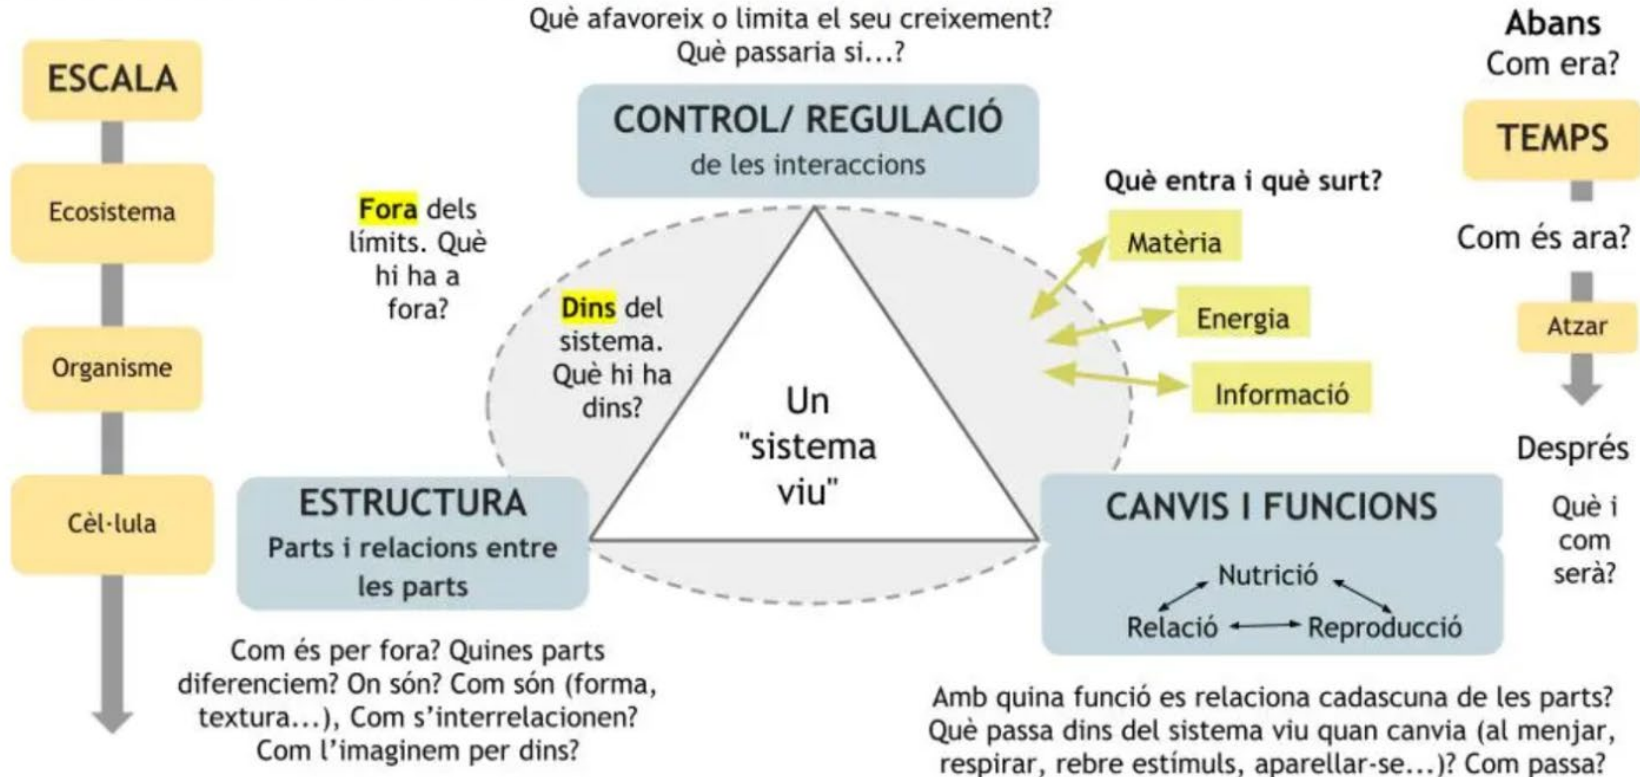 Què afavoreix o limita el seu creixement?
Què passaria si...?
ESCALA
Ecosistema
Organisme
Cèl·lula
CONTROL/ REGULACIÓ
de les interaccions
Fora dels
límits. Què
hi ha a
fora?
Dins del
sistema.
Què hi ha
dins?
Un
"sistema
viu"
Què entra i què surt?
Matèria
Energia
Informació
Abans
Com era?
TEMPS
Com és ara?
Atzar
Després
Què i
com
serà?
ESTRUCTURA
Parts i relacions entre
les parts
Com és per fora? Quines parts
diferenciem? On són? Com són (forma,
textura...), Com s’interrelacionen?
Com l’imaginem per dins?
CANVIS I FUNCIONS
Nutrició
Relació
Reproducció
Amb quina funció es relaciona cadascuna de les parts?
Què passa dins del sistema viu quan canvia (al menjar,
respirar, rebre estímuls, aparellar-se...)? Com passa?